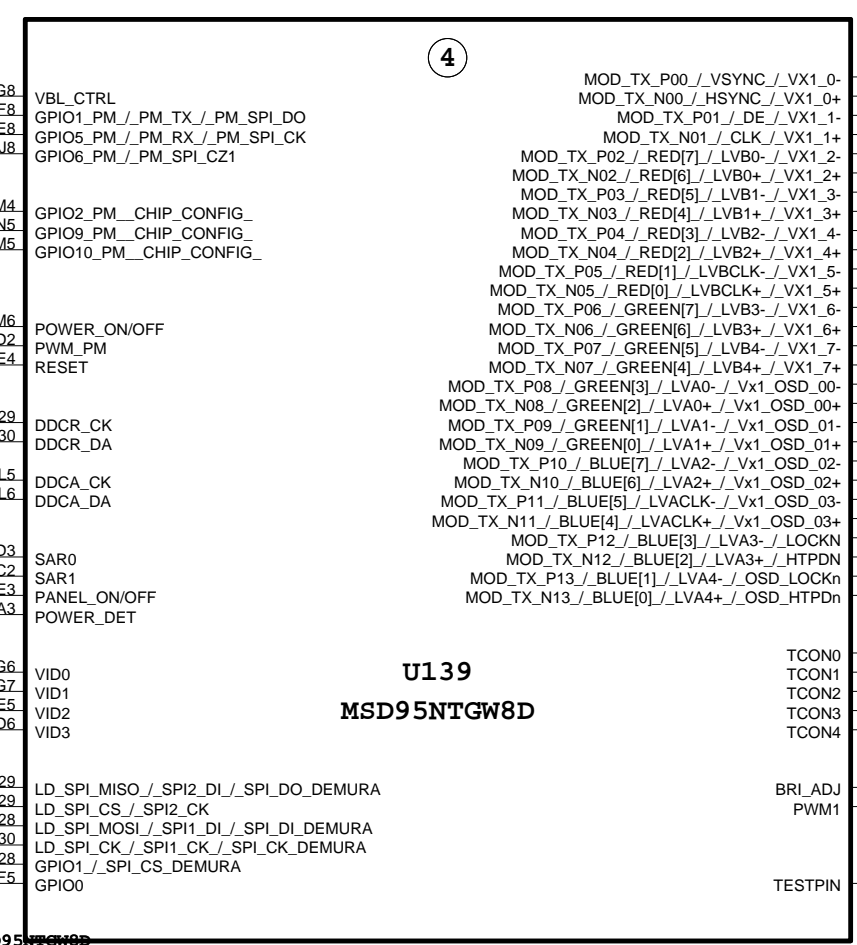 4
VBL_CTRL
GPIO1_PM_/_PM_TX_/_PM_SPI_DO
GPIO5_PM_/_PM_RX_/_PM_SPI_CK
GPIO6_PM_/_PM_SPI_CZ1
GPIO2_PM__CHIP_CONFIG_
GPIO9_PM__CHIP_CONFIG_
GPIO10_PM__CHIP_CONFIG_
POWER_ON/OFF
PWM_PM
RESET
DDCR_CK
DDCR_DA
DDCA_CK
DDCA_DA
SAR0
SAR1
PANEL_ON/OFF
POWER_DET
VID0
VID1
VID2
VID3
LD_SPI_MISO_/_SPI2_DI_/_SPI_DO_DEMURA
LD_SPI_CS_/_SPI2_CK
LD_SPI_MOSI_/_SPI1_DI_/_SPI_DI_DEMURA
LD_SPI_CK_/_SPI1_CK_/_SPI_CK_DEMURA
GPIO1_/_SPI_CS_DEMURA
GPIO0
U139
MSD95NTGW8D
MOD_TX_P00_/_VSYNC_/_VX1_0-
MOD_TX_N00_/_HSYNC_/_VX1_0+
MOD_TX_P01_/_DE_/_VX1_1-
MOD_TX_N01_/_CLK_/_VX1_1+
MOD_TX_P02_/_RED[7]_/_LVB0-_/_VX1_2-
MOD_TX_N02_/_RED[6]_/_LVB0+_/_VX1_2+
MOD_TX_P03_/_RED[5]_/_LVB1-_/_VX1_3-
MOD_TX_N03_/_RED[4]_/_LVB1+_/_VX1_3+
MOD_TX_P04_/_RED[3]_/_LVB2-_/_VX1_4-
MOD_TX_N04_/_RED[2]_/_LVB2+_/_VX1_4+
MOD_TX_P05_/_RED[1]_/_LVBCLK-_/_VX1_5-
MOD_TX_N05_/_RED[0]_/_LVBCLK+_/_VX1_5+
MOD_TX_P06_/_GREEN[7]_/_LVB3-_/_VX1_6-
MOD_TX_N06_/_GREEN[6]_/_LVB3+_/_VX1_6+
MOD_TX_P07_/_GREEN[5]_/_LVB4-_/_VX1_7-
MOD_TX_N07_/_GREEN[4]_/_LVB4+_/_VX1_7+
MOD_TX_P08_/_GREEN[3]_/_LVA0-_/_Vx1_OSD_00-
MOD_TX_N08_/_GREEN[2]_/_LVA0+_/_Vx1_OSD_00+
MOD_TX_P09_/_GREEN[1]_/_LVA1-_/_Vx1_OSD_01-
MOD_TX_N09_/_GREEN[0]_/_LVA1+_/_Vx1_OSD_01+
MOD_TX_P10_/_BLUE[7]_/_LVA2-_/_Vx1_OSD_02-
MOD_TX_N10_/_BLUE[6]_/_LVA2+_/_Vx1_OSD_02+
MOD_TX_P11_/_BLUE[5]_/_LVACLK-_/_Vx1_OSD_03-
MOD_TX_N11_/_BLUE[4]_/_LVACLK+_/_Vx1_OSD_03+
MOD_TX_P12_/_BLUE[3]_/_LVA3-_/_LOCKN
MOD_TX_N12_/_BLUE[2]_/_LVA3+_/_HTPDN
MOD_TX_P13_/_BLUE[1]_/_LVA4-_/_OSD_LOCKn
MOD_TX_N13_/_BLUE[0]_/_LVA4+_/_OSD_HTPDn
TCON0
TCON1
TCON2
TCON3
TCON4
BRI_ADJ
PWM1
TESTPIN